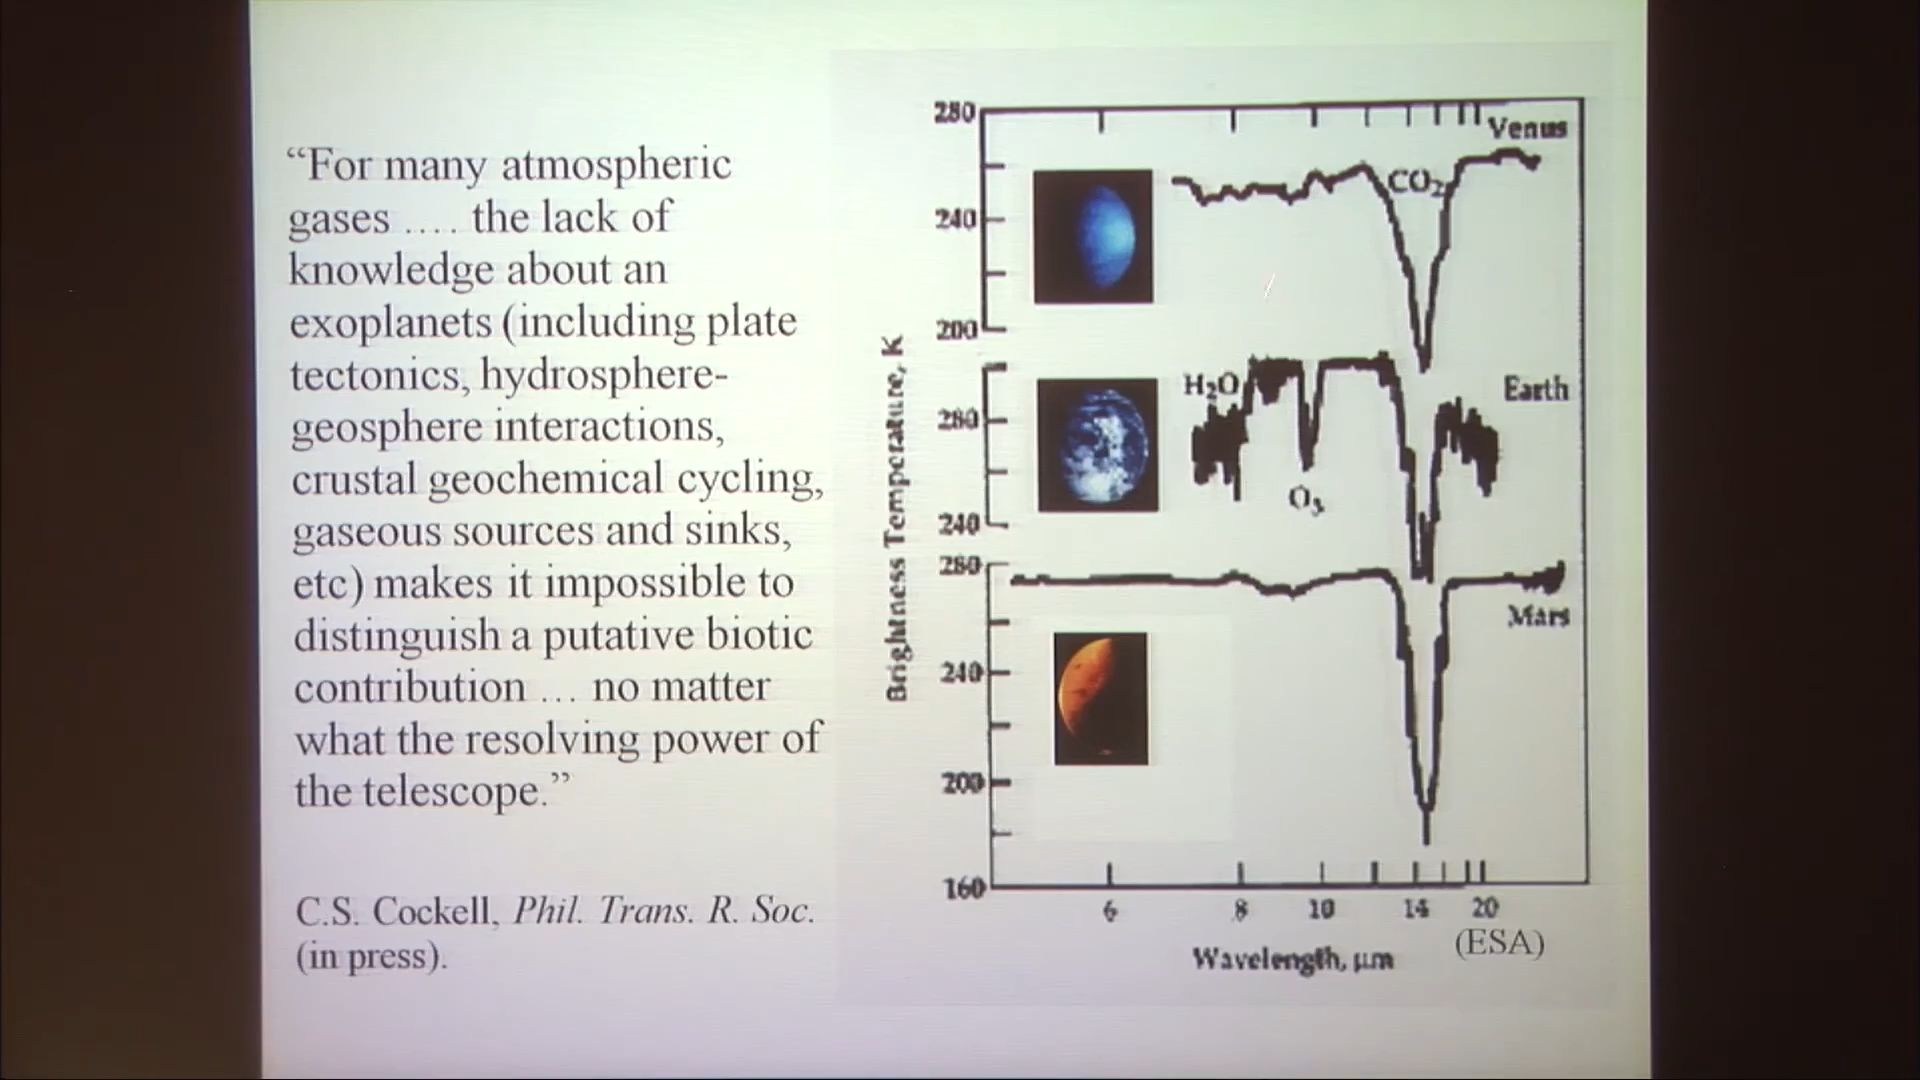 “For many atmospheric
gases .... the lack of
knowledge about an
exoplanets (including plate
tectonics, hydrosphere-
geosphere interactions,
crustal geochemical cycling,
gaseous sources and sinks,
etc) makes it impossible to
distinguish a putative biotic
contribution ... no matter
what the resolving power of
the telescope.”
C.S. Cockell, Phil. Trans. R. Soc.
(in press).
Brightness Temperature, K
280
240
200
Venus
CO₂
280
240
H₂O
O₃
Earth
280
240
200
160
Mars
6 8 10 14 20
Wavelength, µm
(ESA)